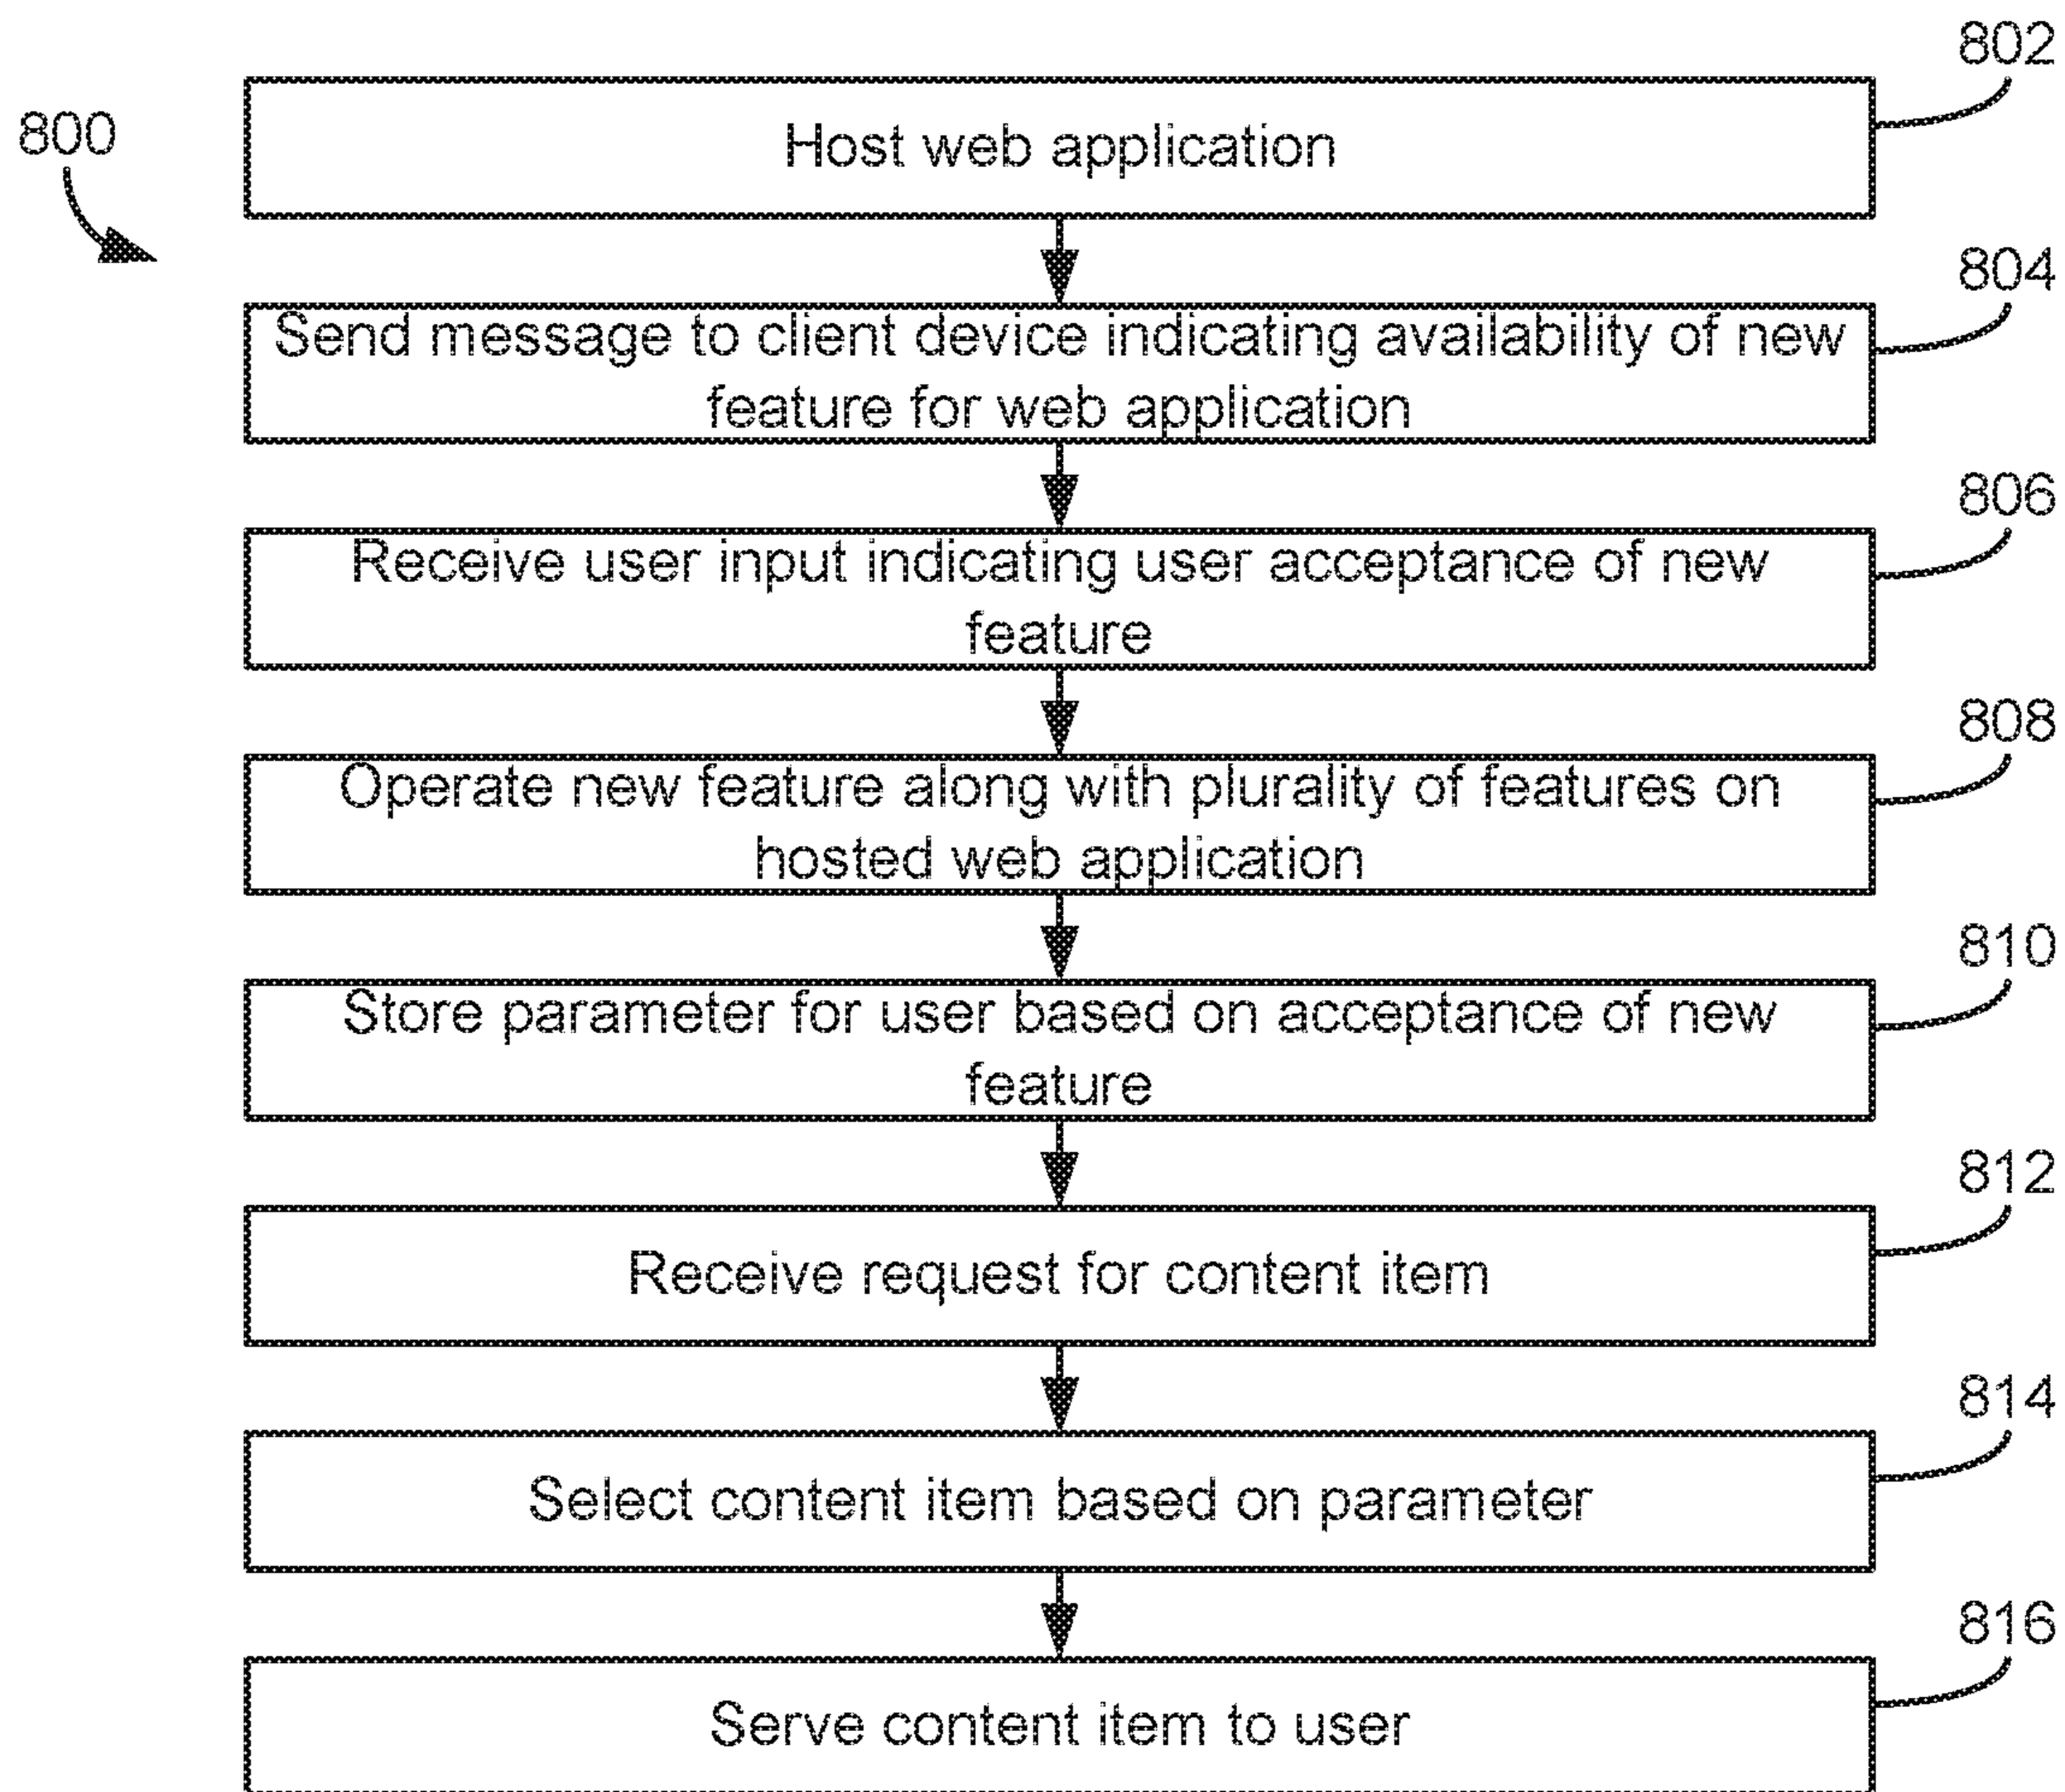 802
800
Host web application
804
Send message to client device indicating availability of new
feature for web application
806
Receive user input indicating user acceptance of new
feature
808
Operate new feature along with plurality of features on
hosted web application
810
Store parameter for user based on acceptance of new
feature
812
Receive request for content item
814
Select content item based on parameter
816
Serve content item to user